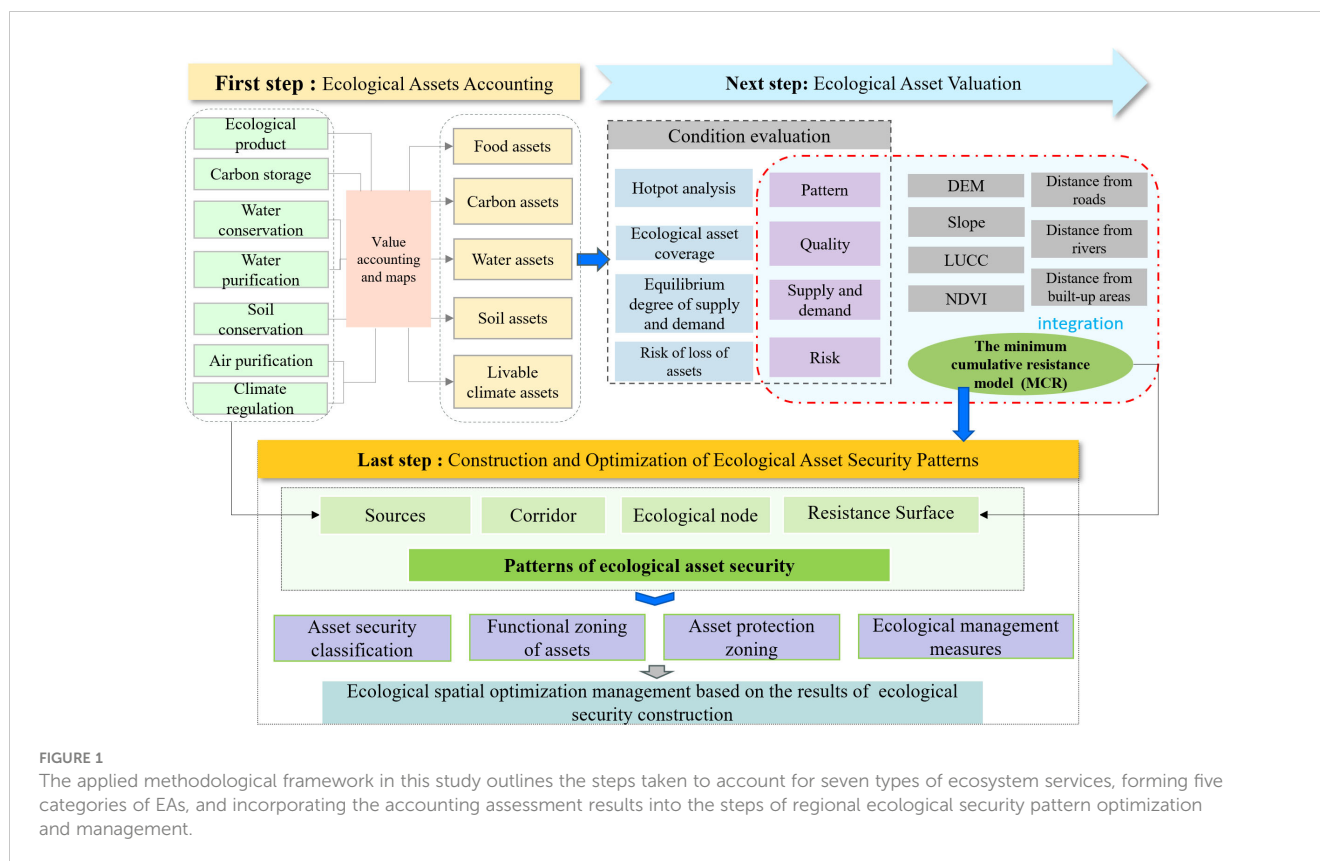 First step : Ecological Assets Accounting
Next step: Ecological Asset Valuation
Ecological
product
Carbon storage
Water
conservation
Water
purification
Soil
conservation
Air purification
Climate
regulation
Value
accounting
and maps
Food assets
Carbon assets
Water assets
Soil assets
Livable
climate assets
Condition evaluation
Hotpot analysis
Ecological asset
coverage
Equilibrium
degree of supply
and demand
Risk of loss of
assets
Pattern
Quality
Supply and
demand
Risk
DEM
Slope
LUCC
NDVI
Distance from
roads
Distance from
rivers
Distance from
built-up areas
integration
The minimum
cumulative resistance
model (MCR)
Last step : Construction and Optimization of Ecological Asset Security Patterns
Sources
Corridor
Ecological node
Resistance Surface
Patterns of ecological asset security
Asset security
classification
Functional zoning
of assets
Asset protection
zoning
Ecological management
measures
Ecological spatial optimization management based on the results of ecological
security construction
FIGURE 1
The applied methodological framework in this study outlines the steps taken to account for seven types of ecosystem services, forming five
categories of EAs, and incorporating the accounting assessment results into the steps of regional ecological security pattern optimization
and management.